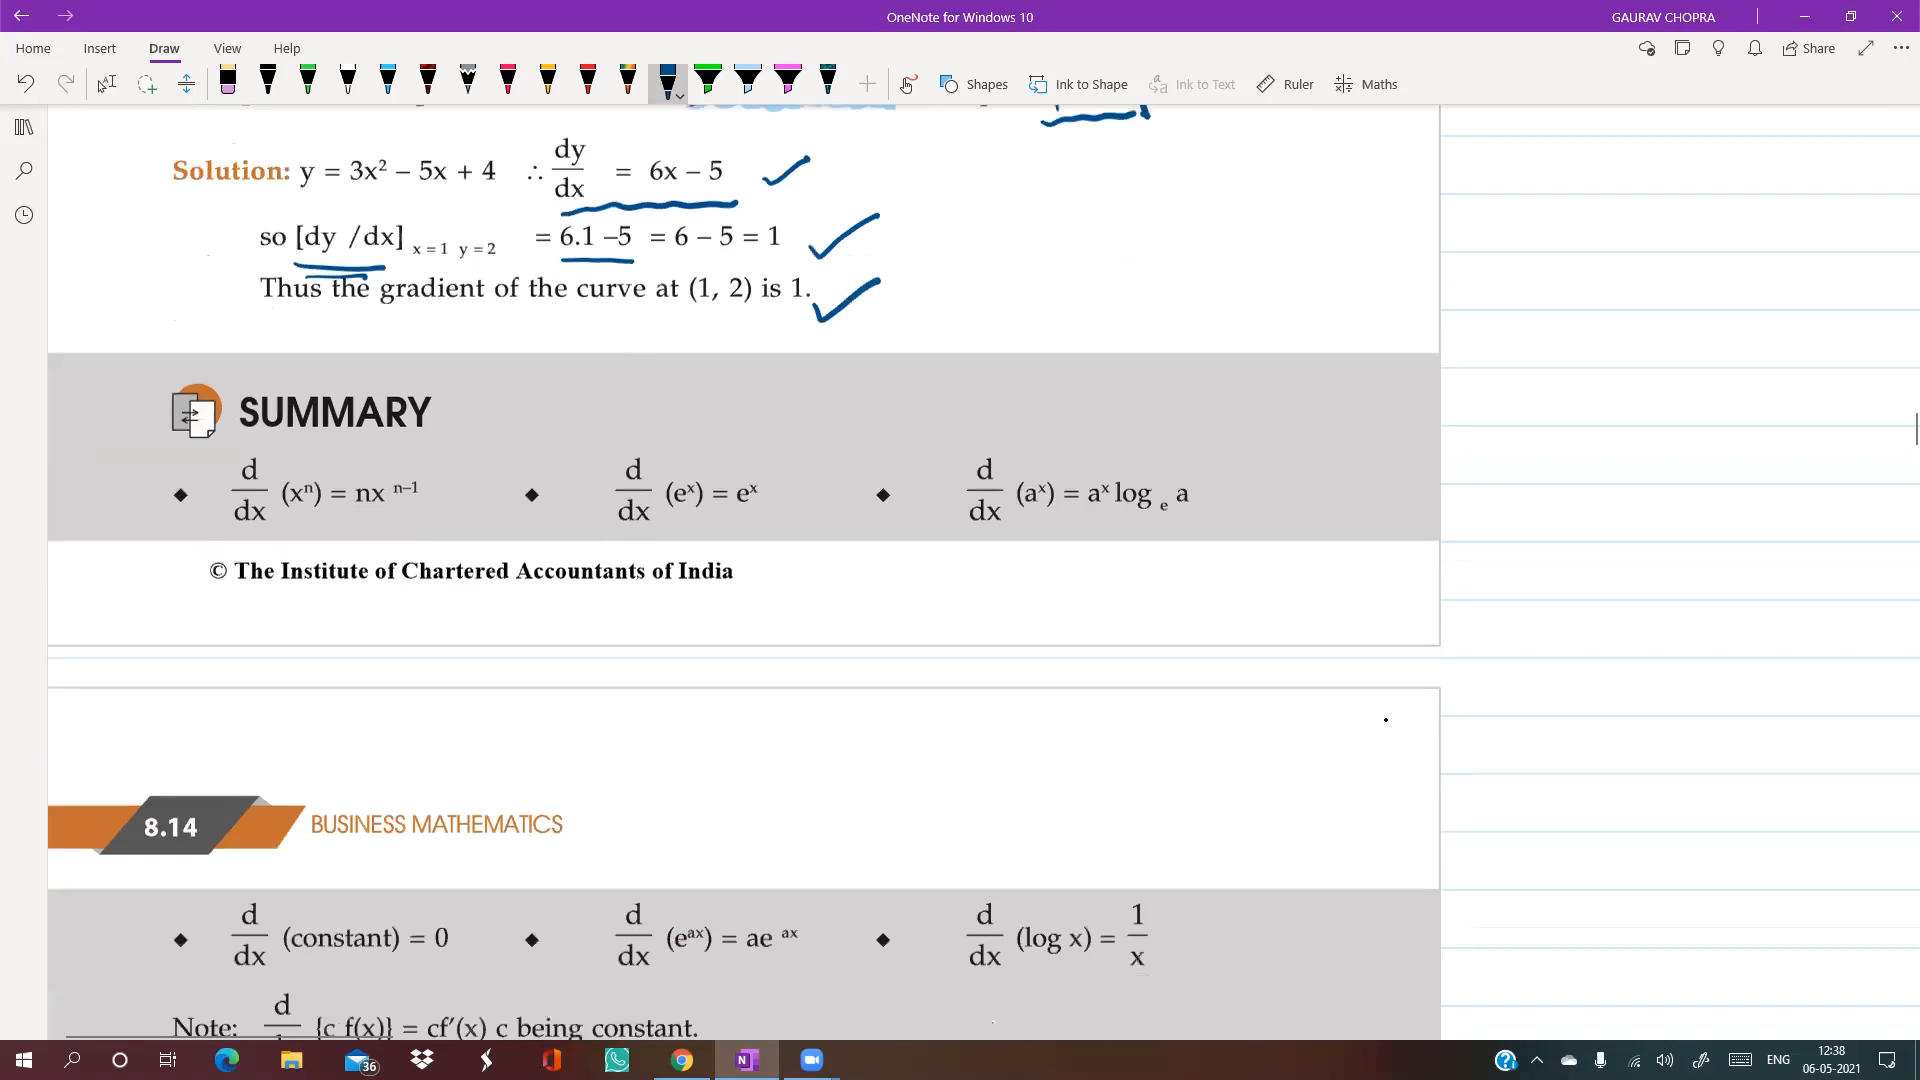 OneNote for Windows 10
GAURAV CHOPRA
Home Insert Draw View Help
Share
Shapes Ink to Shape Ink to Text Ruler Maths
Solution: y = 3x² – 5x + 4 ∴ dy/dx = 6x – 5
so [dy /dx] x = 1 y = 2 = 6.1 –5 = 6 – 5 = 1
Thus the gradient of the curve at (1, 2) is 1.
SUMMARY
◆ d/dx (xⁿ) = nx ⁿ⁻¹ ◆ d/dx (eˣ) = eˣ ◆ d/dx (aˣ) = aˣ log ₑ a
© The Institute of Chartered Accountants of India
8.14 BUSINESS MATHEMATICS
◆ d/dx (constant) = 0 ◆ d/dx (eᵃˣ) = ae ᵃˣ ◆ d/dx (log x) = 1/x
Note: d {c f(x)} = cf′(x) c being constant.
36
ENG
12:38
06-05-2021